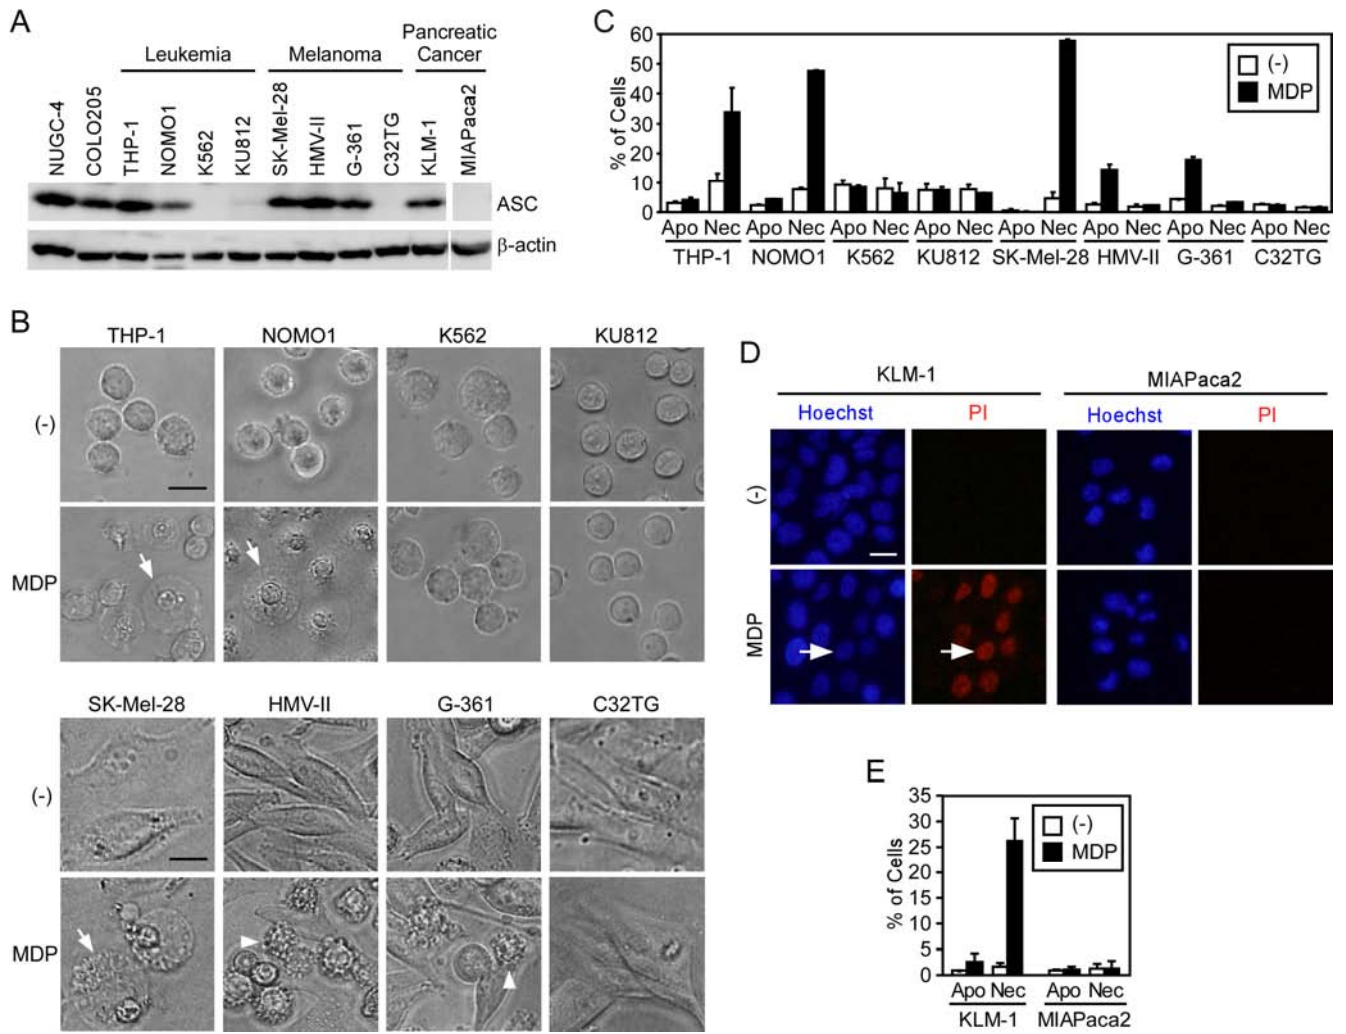 A
Leukemia
Melanoma
Pancreatic
Cancer
NUGC-4
COLO205
THP-1
NOMO1
K562
KU812
SK-Mel-28
HMV-II
G-361
C32TG
KLM-1
MIAPaca2
ASC
β-actin
B
THP-1 NOMO1 K562 KU812
(-)
MDP
SK-Mel-28 HMV-II G-361 C32TG
(-)
MDP
C
% of Cells
60
50
40
30
20
10
0
(-)
MDP
Apo Nec Apo Nec Apo Nec Apo Nec Apo Nec Apo Nec Apo Nec Apo Nec
THP-1 NOMO1 K562 KU812 SK-Mel-28 HMV-II G-361 C32TG
D
KLM-1 MIAPaca2
Hoechst PI Hoechst PI
(-)
MDP
E
% of Cells
35
30
25
20
15
10
5
0
(-)
MDP
Apo Nec Apo Nec
KLM-1 MIAPaca2